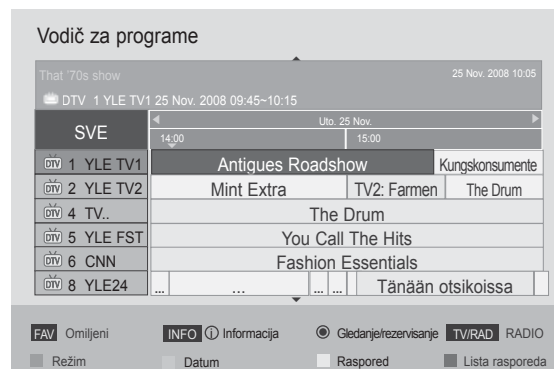 Vodič za programe
That '70s show
25 Nov. 2008 10:05
DTV 1 YLE TV1 25 Nov. 2008 09:45~10:15
SVE
Uto. 25 Nov.
14:00 15:00
DTV 1 YLE TV1 Antigues Roadshow Kungskonsumente
DTV 2 YLE TV2 Mint Extra TV2: Farmen The Drum
DTV 4 TV.. The Drum
DTV 5 YLE FST You Call The Hits
DTV 6 CNN Fashion Essentials
DTV 8 YLE24 ... ... ... ... Tänään otsikoissa
FAV Omiljeni INFO i Informacija Gledanje/rezervisanje TV/RAD RADIO
Režim Datum Raspored Lista rasporeda